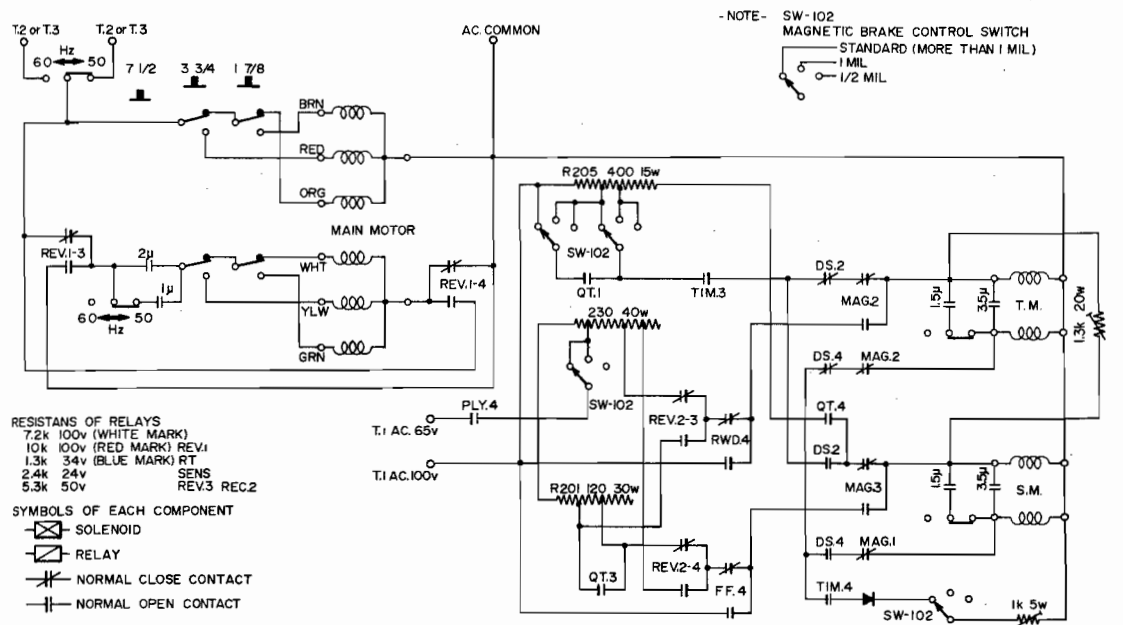 T.2 or T.3
T.2 or T.3
Hz
60
50
7 1/2
3 3/4
1 7/8
AC. COMMON
-NOTE- SW-102
MAGNETIC BRAKE CONTROL SWITCH
STANDARD (MORE THAN 1 MIL)
1 MIL
1/2 MIL
BRN
RED
ORG
MAIN MOTOR
REV.1-3
2μ
1μ
60
50
Hz
WHT
YLW
GRN
REV.1-4
R205 400 15w
SW-102
QT.1
TIM.3
230 40w
SW-102
PLY.4
T.1 AC. 65v
T.1 AC.100v
REV.2-3
RWD.4
R201 120 30w
QT.3
REV.2-4
FF.4
DS.2
MAG.2
1.5μ
3.5μ
T.M.
1.3k 20w
DS.4
MAG.2
QT.4
DS.2
MAG3
1.5μ
3.5μ
S.M.
DS.4
MAG.1
TIM.4
SW-102
1k 5w
RESISTANS OF RELAYS
7.2k 100v (WHITE MARK)
10k 100v (RED MARK) REV.1
1.3k 34v (BLUE MARK) RT
2.4k 24v SENS
5.3k 50v REV.3 REC.2
SYMBOLS OF EACH COMPONENT
SOLENOID
RELAY
NORMAL CLOSE CONTACT
NORMAL OPEN CONTACT